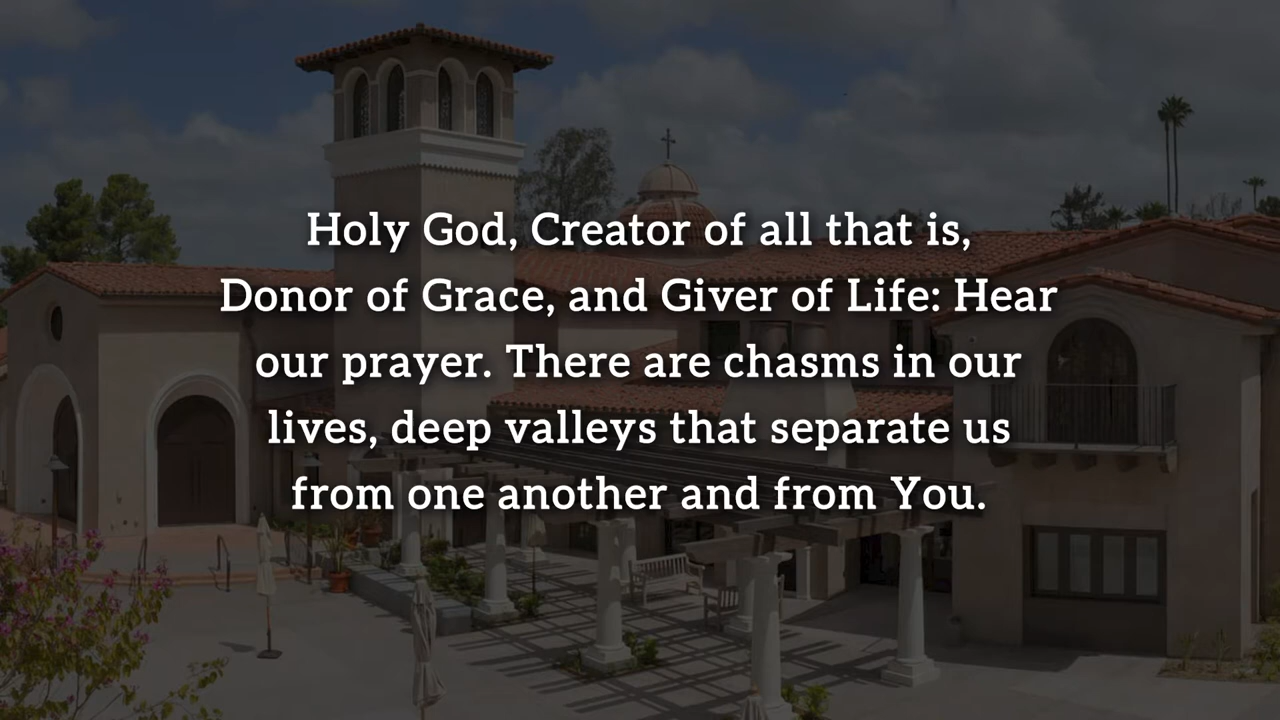 Holy God, Creator of all that is,
Donor of Grace, and Giver of Life: Hear
our prayer. There are chasms in our
lives, deep valleys that separate us
from one another and from You.